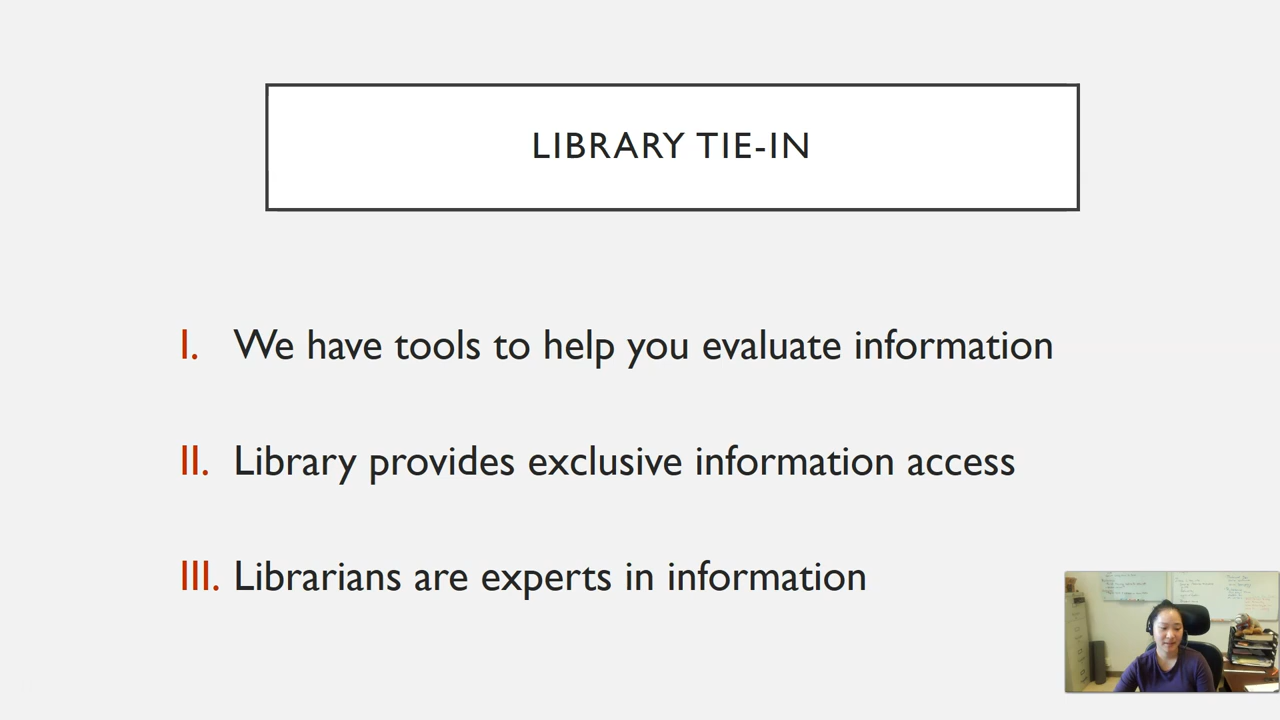 LIBRARY TIE-IN
I. We have tools to help you evaluate information
II. Library provides exclusive information access
III. Librarians are experts in information